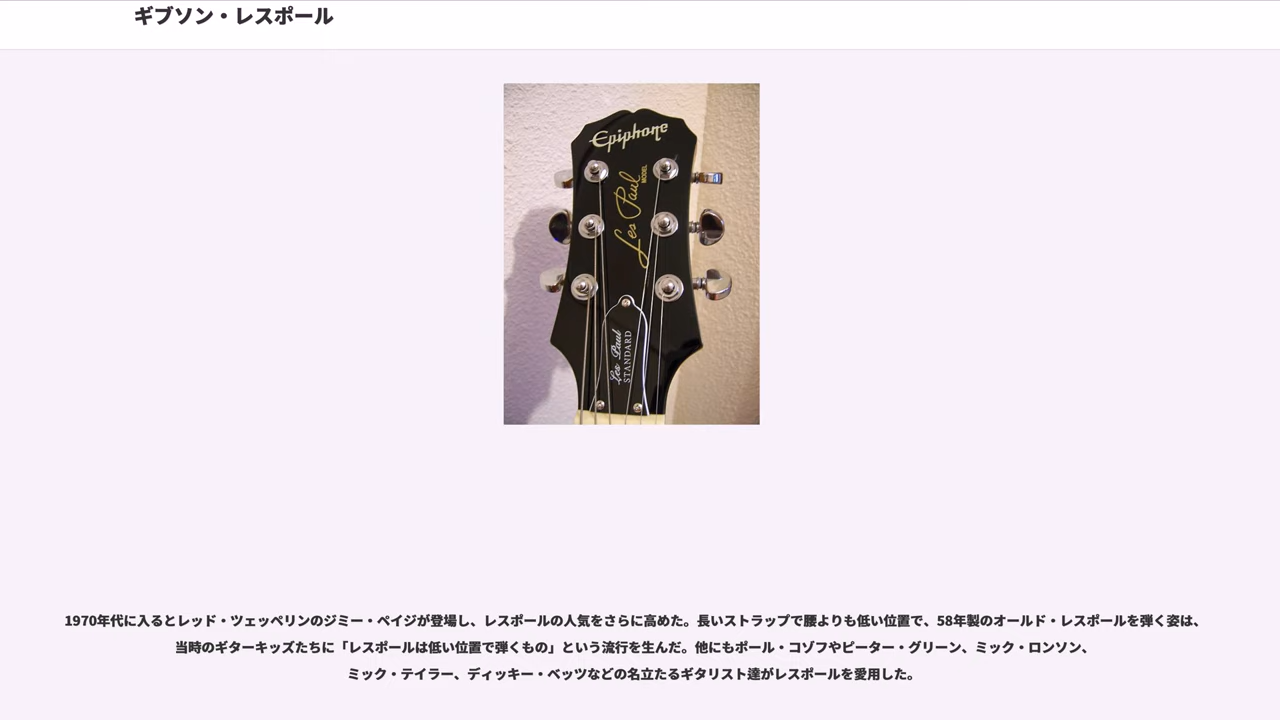 ギブソン・レスポール
Epiphone
Les Paul
MODEL
Les Paul
STANDARD
1970年代に入るとレッド・ツェッペリンのジミー・ペイジが登場し、レスポールの人気をさらに高めた。長いストラップで腰よりも低い位置で、58年製のオールド・レスポールを弾く姿は、
当時のギターキッズたちに「レスポールは低い位置で弾くもの」という流行を生んだ。他にもポール・コゾフやピーター・グリーン、ミック・ロンソン、
ミック・テイラー、ディッキー・ベッツなどの名立たるギタリスト達がレスポールを愛用した。